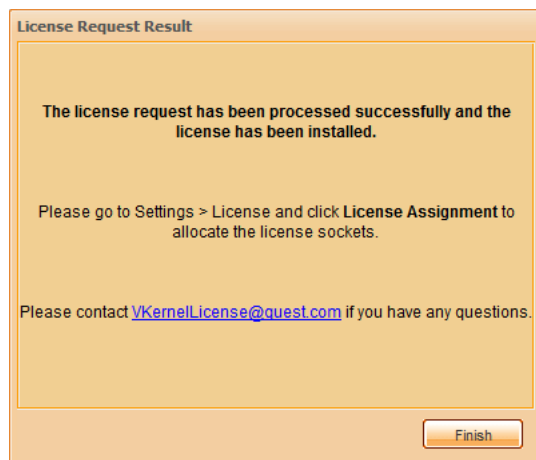 License Request Result
The license request has been processed successfully and the
license has been installed.
Please go to Settings > License and click License Assignment to
allocate the license sockets.
Please contact VKernelLicense@quest.com if you have any questions.
Finish